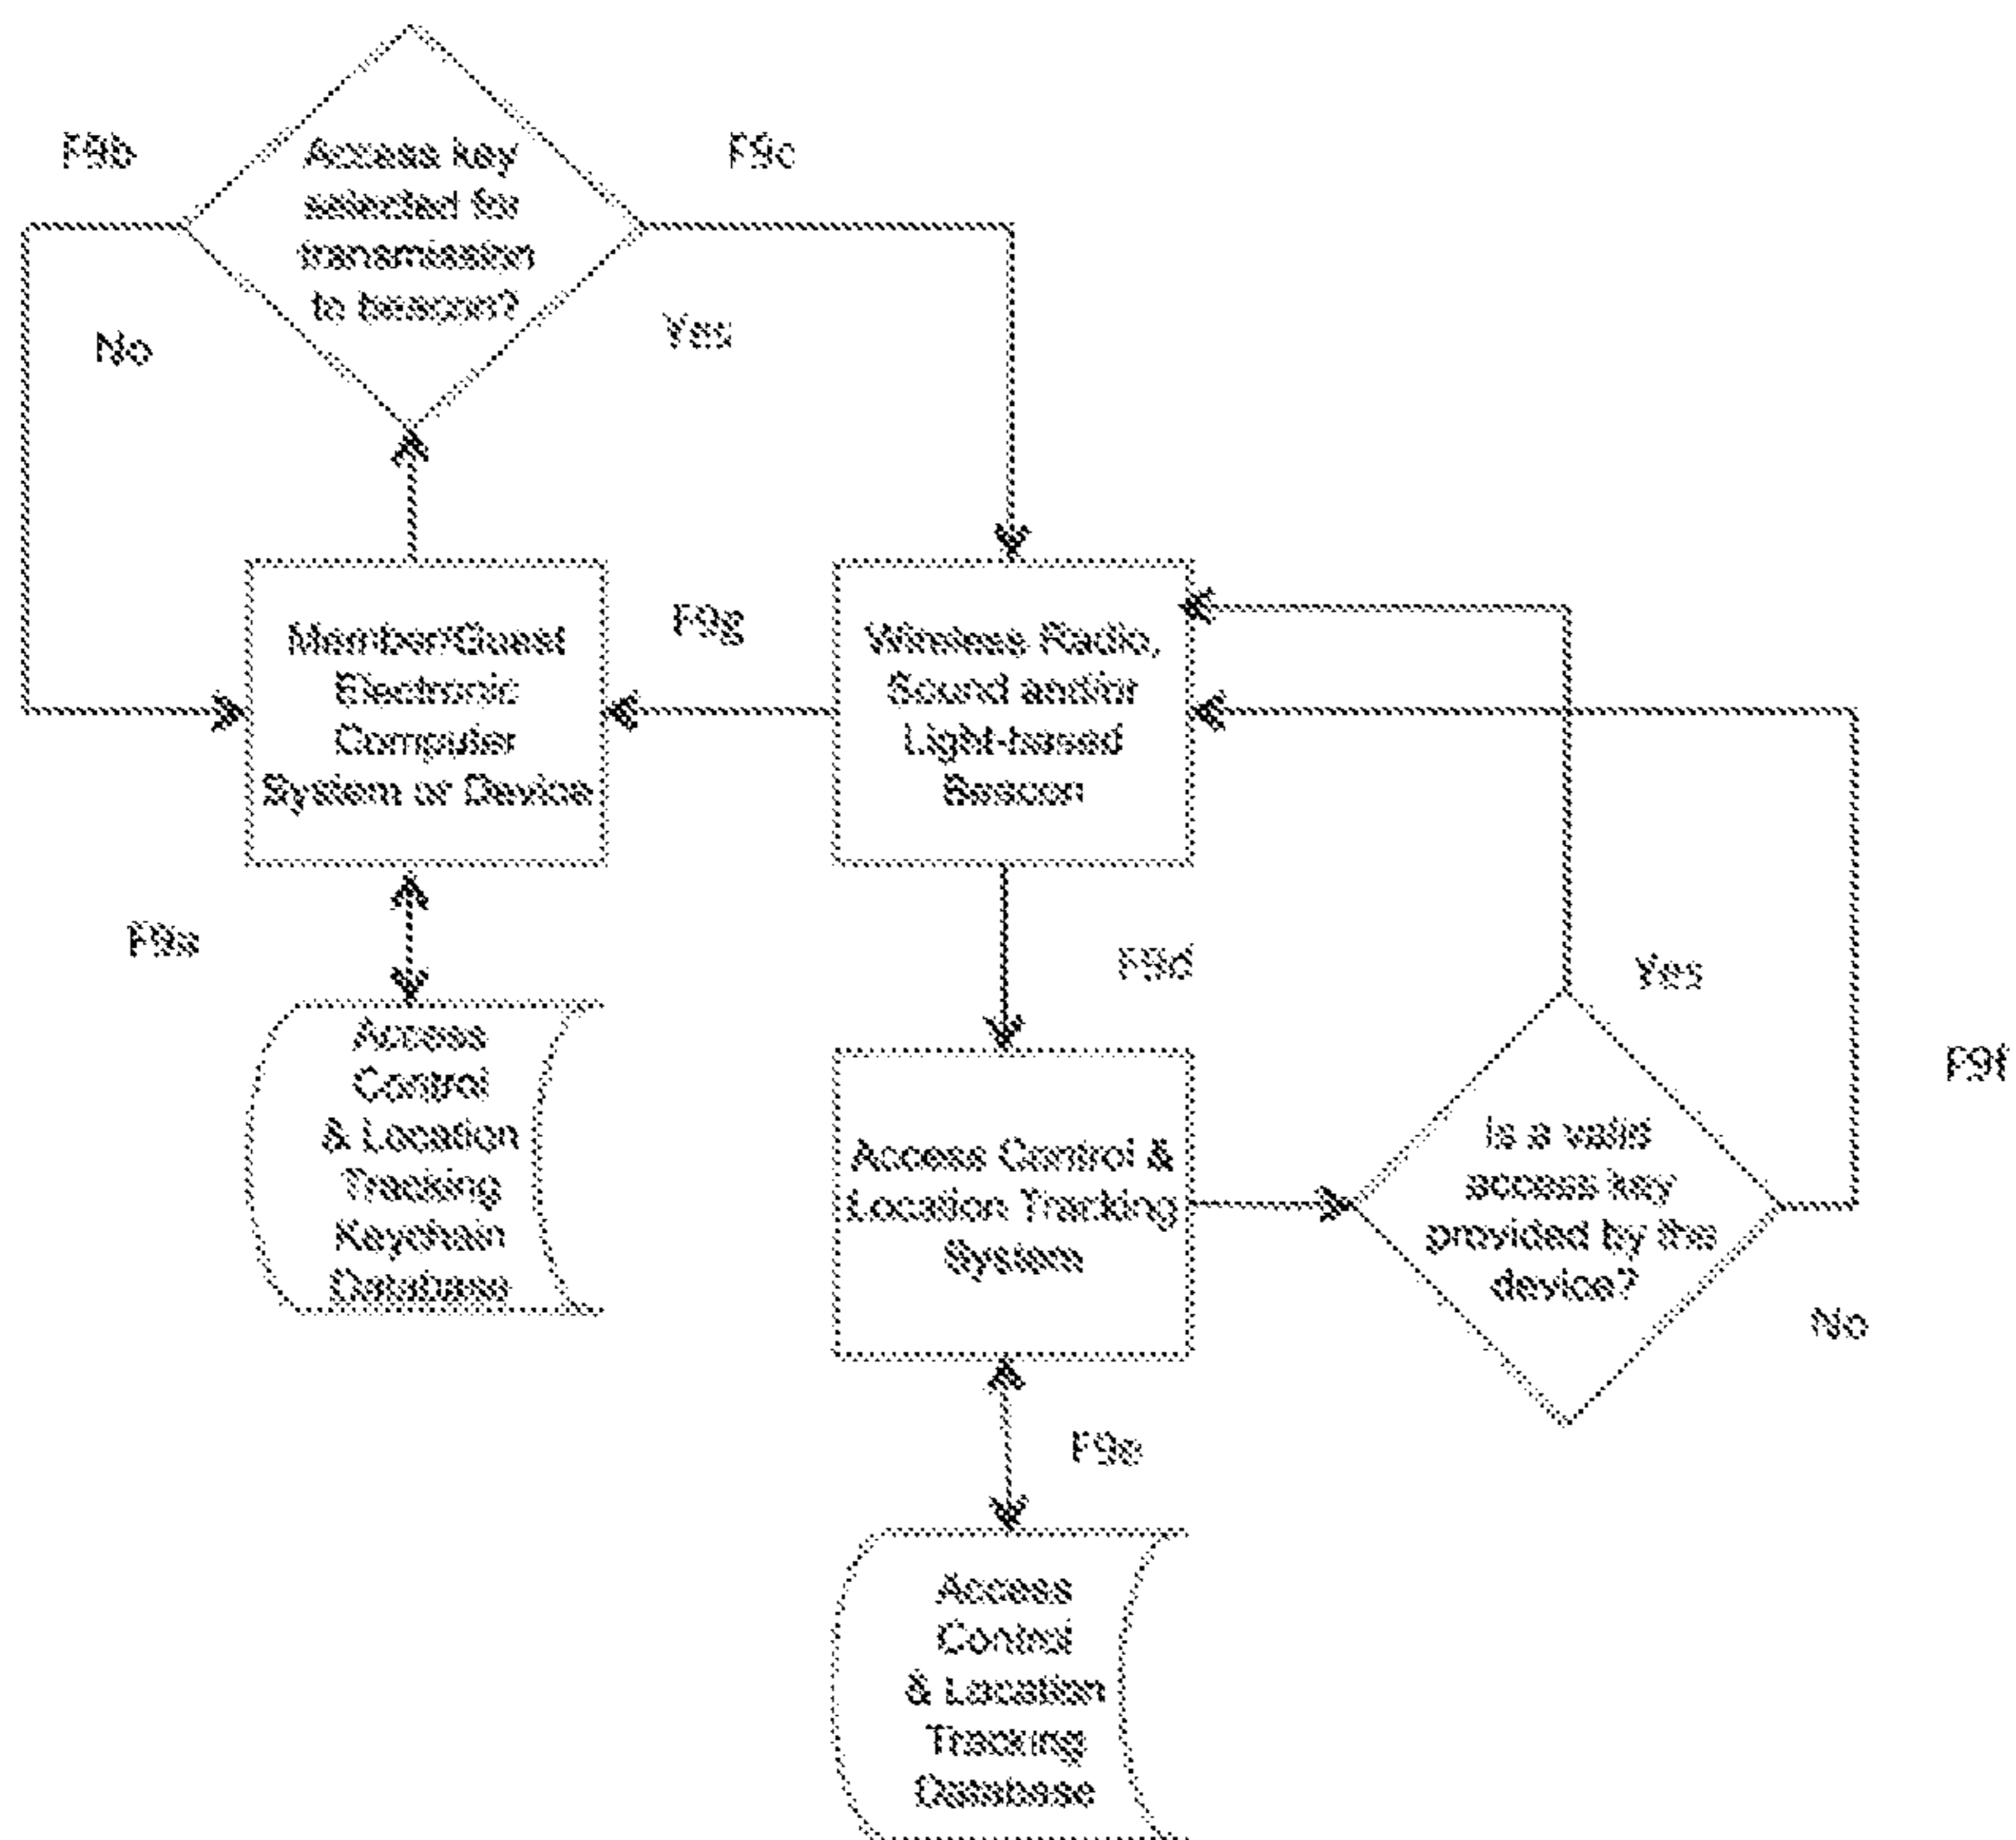 F9b
Access key
selected for
transmission
to beacon?
F9c
No
Yes
Member/Guest
Electronic
Computer
System or Device
F9g
Wireless Radio,
Sound and/or
Light-based
Beacon
F9a
F9d
Yes
F9f
Access
Control
& Location
Tracking
Keychain
Database
Access Control &
Location Tracking
System
Is a valid
access key
provided by the
device?
No
F9e
Access
Control
& Location
Tracking
Database